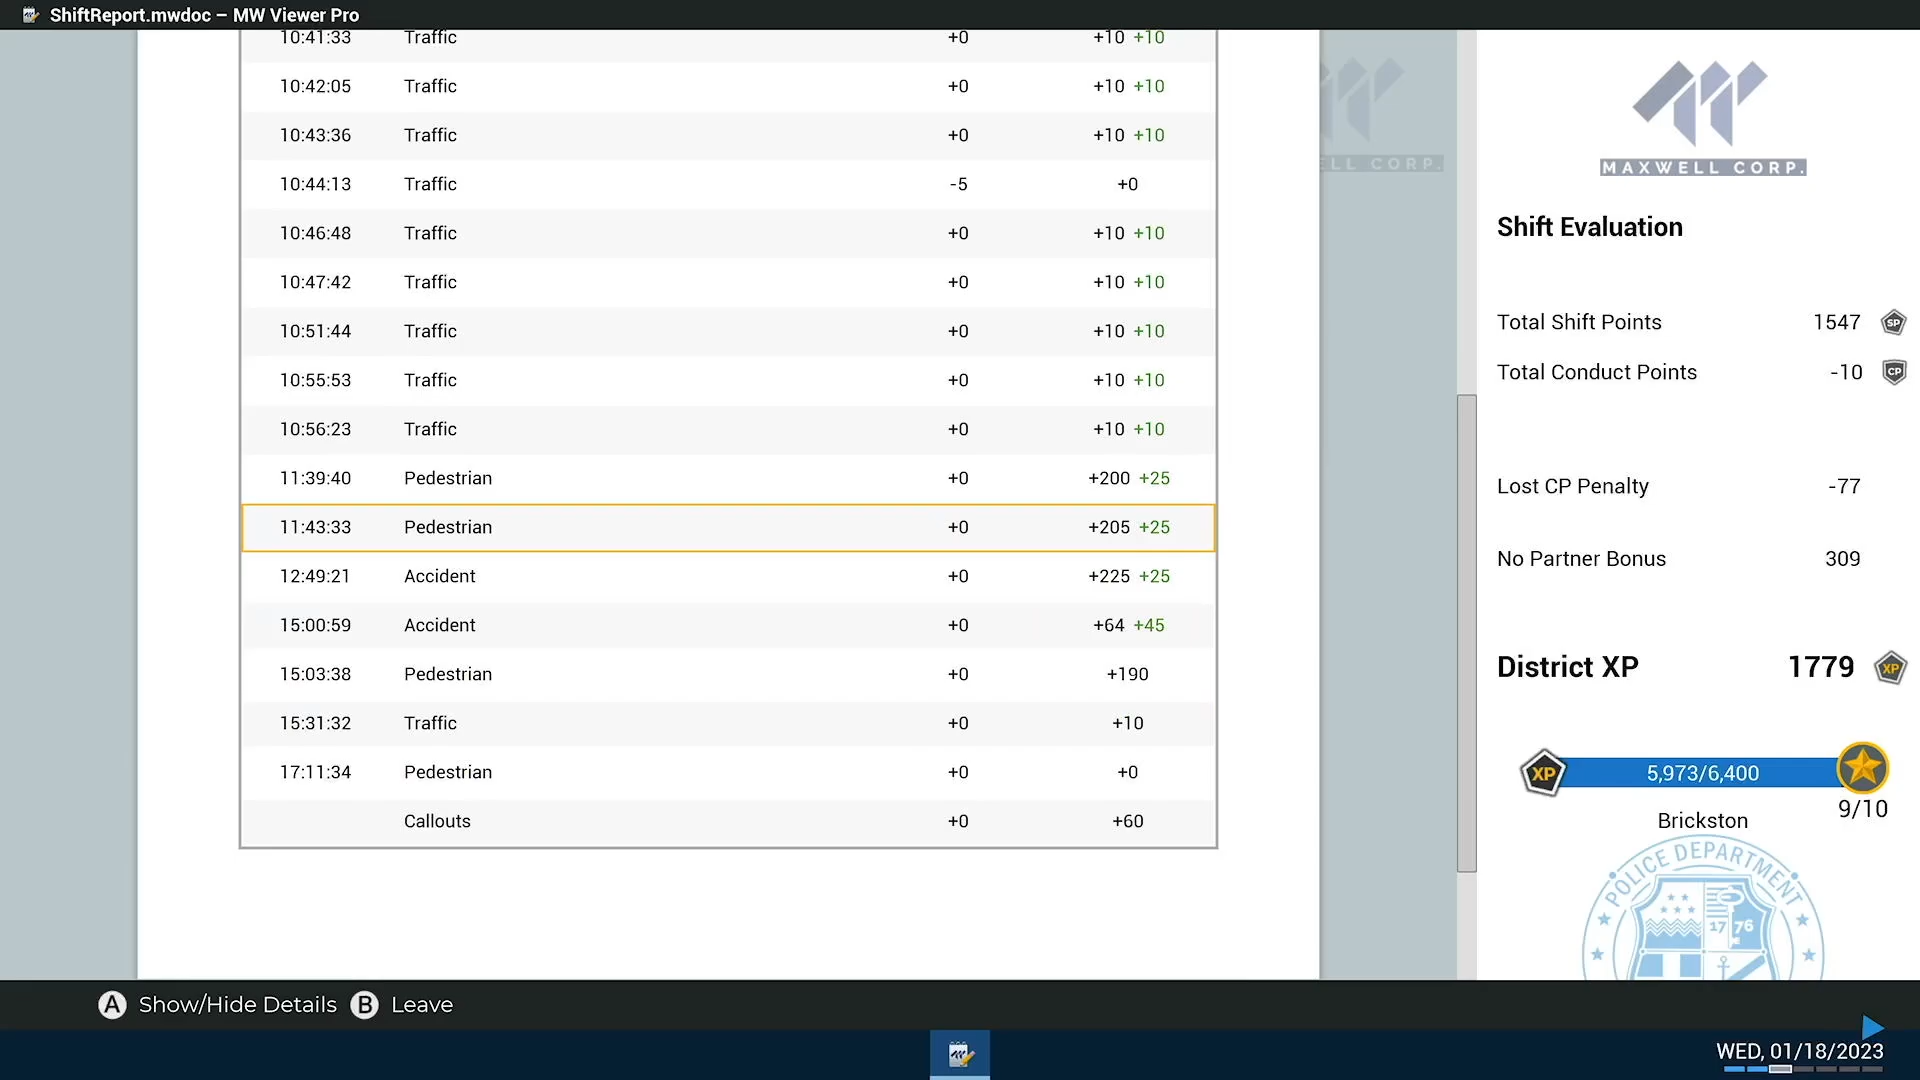 ShiftReport.mwdoc – MW Viewer Pro
10:41:33 Traffic +0 +10 +10
10:42:05 Traffic +0 +10 +10
10:43:36 Traffic +0 +10 +10
10:44:13 Traffic -5 +0
10:46:48 Traffic +0 +10 +10
10:47:42 Traffic +0 +10 +10
10:51:44 Traffic +0 +10 +10
10:55:53 Traffic +0 +10 +10
10:56:23 Traffic +0 +10 +10
11:39:40 Pedestrian +0 +200 +25
11:43:33 Pedestrian +0 +205 +25
12:49:21 Accident +0 +225 +25
15:00:59 Accident +0 +64 +45
15:03:38 Pedestrian +0 +190
15:31:32 Traffic +0 +10
17:11:34 Pedestrian +0 +0
Callouts +0 +60
ELL CORP.
MAXWELL CORP.
Shift Evaluation
Total Shift Points 1547 SP
Total Conduct Points -10 CP
Lost CP Penalty -77
No Partner Bonus 309
District XP 1779 XP
XP 5,973/6,400
9/10
Brickston
POLICE DEPARTMENT
1776
A Show/Hide Details B Leave
WED, 01/18/2023